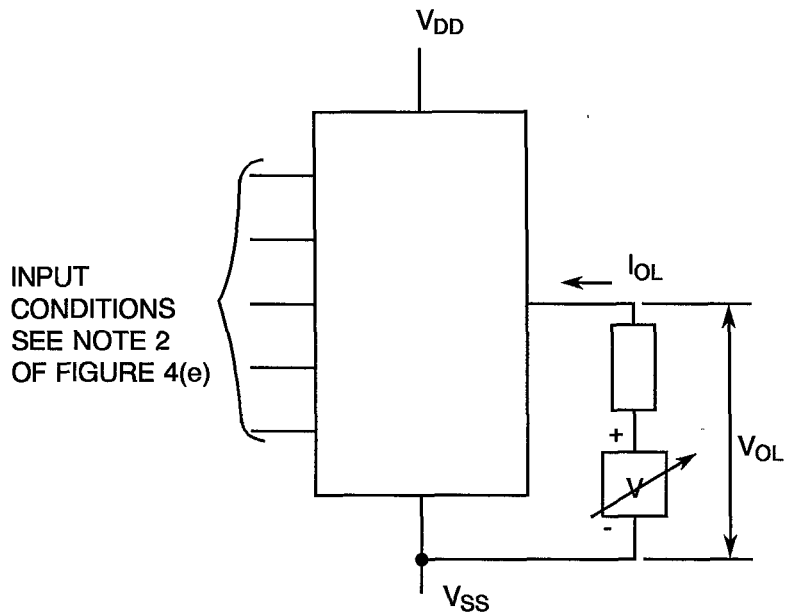 VDD
INPUT
CONDITIONS
SEE NOTE 2
OF FIGURE 4(e)
IOL
+
V
-
VOL
VSS